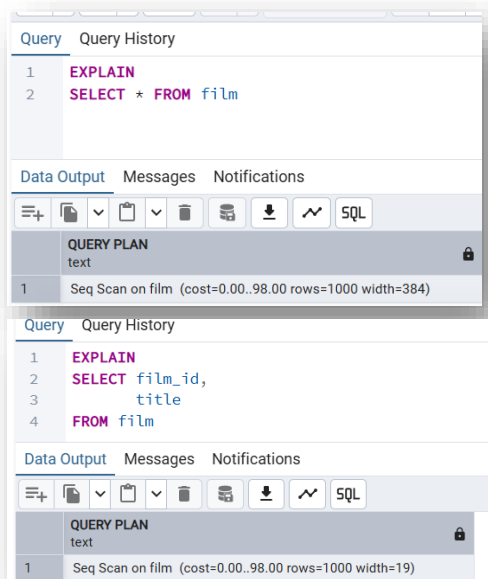 Query Query History
1 EXPLAIN
2 SELECT * FROM film
Data Output Messages Notifications
SQL
QUERY PLAN
text
1 Seq Scan on film (cost=0.00..98.00 rows=1000 width=384)
Query Query History
1 EXPLAIN
2 SELECT film_id,
3 title
4 FROM film
Data Output Messages Notifications
SQL
QUERY PLAN
text
1 Seq Scan on film (cost=0.00..98.00 rows=1000 width=19)